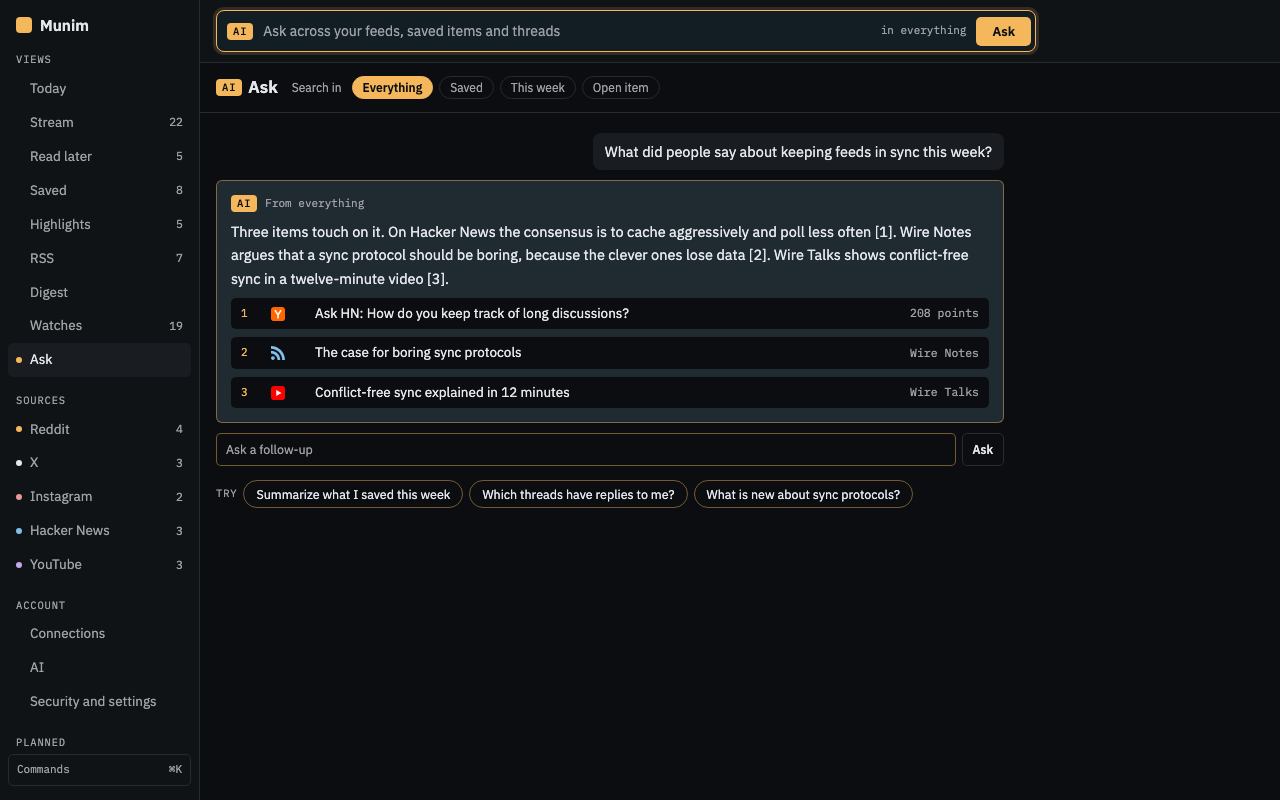 Munim
VIEWS
Today
Stream 22
Read later 5
Saved 8
Highlights 5
RSS 7
Digest
Watches 19
Ask
SOURCES
Reddit 4
X 3
Instagram 2
Hacker News 3
YouTube 3
ACCOUNT
Connections
AI
Security and settings
PLANNED
Commands ⌘K
AI Ask across your feeds, saved items and threads in everything Ask
AI Ask Search in Everything Saved This week Open item
What did people say about keeping feeds in sync this week?
AI From everything
Three items touch on it. On Hacker News the consensus is to cache aggressively and poll less often [1]. Wire Notes
argues that a sync protocol should be boring, because the clever ones lose data [2]. Wire Talks shows conflict-free
sync in a twelve-minute video [3].
1 Y Ask HN: How do you keep track of long discussions? 208 points
2 The case for boring sync protocols Wire Notes
3 Conflict-free sync explained in 12 minutes Wire Talks
Ask a follow-up Ask
TRY Summarize what I saved this week Which threads have replies to me? What is new about sync protocols?